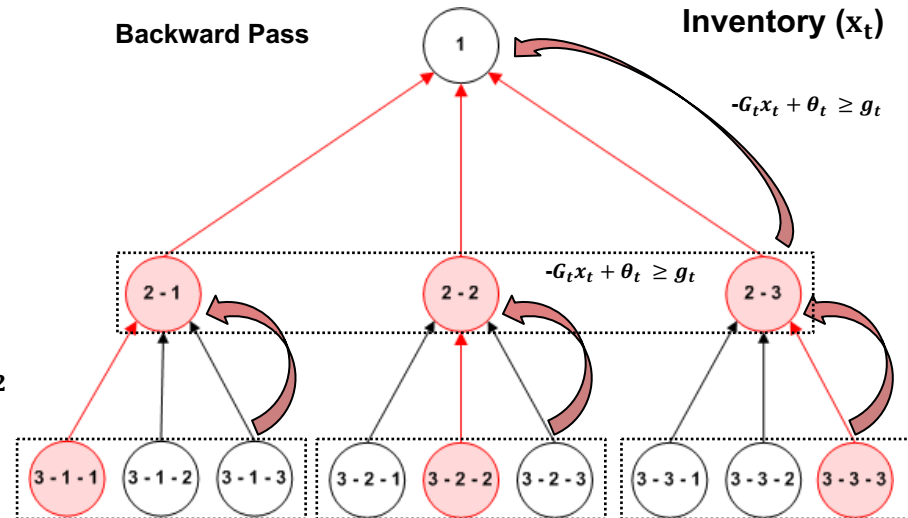 Backward Pass
Inventory (xₜ)
1
-Gₜxₜ + θₜ ≥ gₜ
2 - 1
2 - 2
-Gₜxₜ + θₜ ≥ gₜ
2 - 3
2
3 - 1 - 1
3 - 1 - 2
3 - 1 - 3
3 - 2 - 1
3 - 2 - 2
3 - 2 - 3
3 - 3 - 1
3 - 3 - 2
3 - 3 - 3